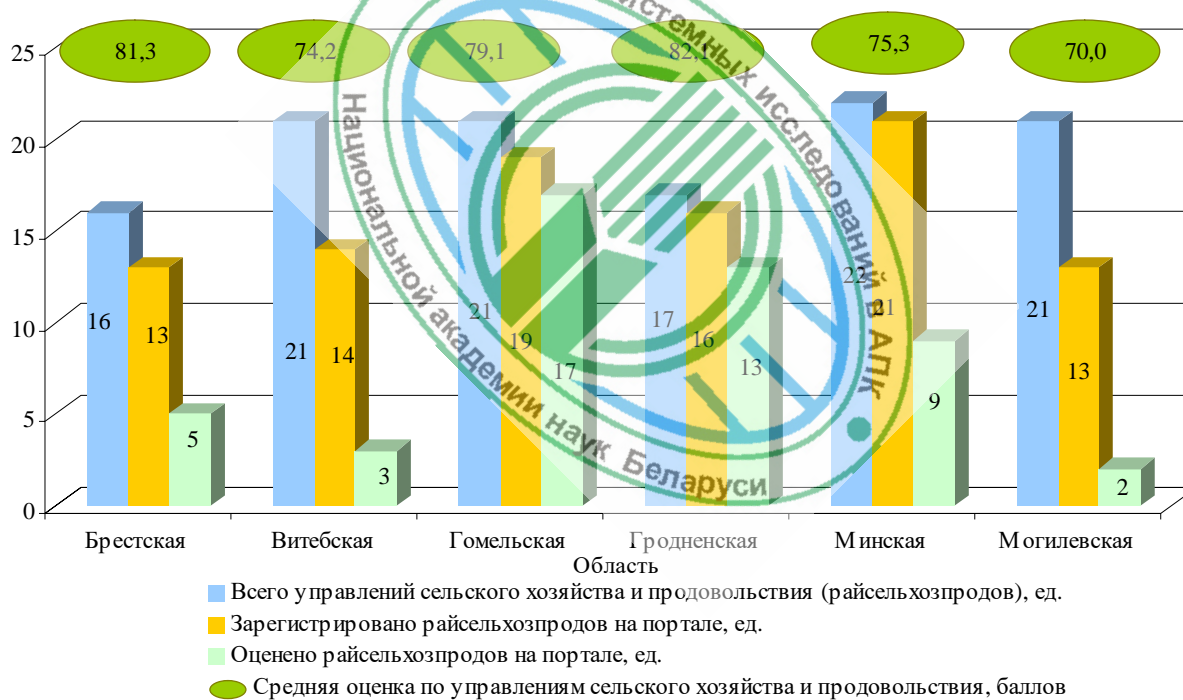 81,3 74,2 79,1 82,1 75,3 70,0
25
20
15
10
5
0
16 13 5
21 14 3
21 19 17
17 16 13
22 21 9
21 13 2
Брестская Витебская Гомельская Гродненская Минская Могилевская
Область
Всего управлений сельского хозяйства и продовольствия (райсельхозпродов), ед.
Зарегистрировано райсельхозпродов на портале, ед.
Оценено райсельхозпродов на портале, ед.
Средняя оценка по управлениям сельского хозяйства и продовольствия, баллов
исследований в АПК
Национальной академии наук Беларуси